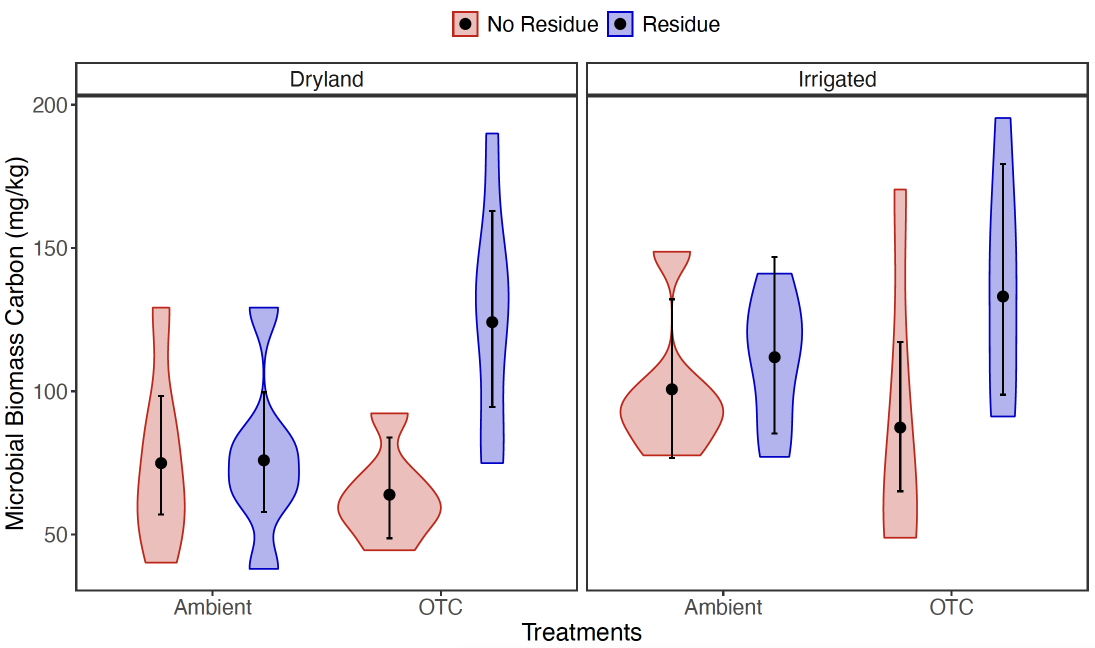 No Residue Residue
Dryland Irrigated
Microbial Biomass Carbon (mg/kg)
200
150
100
50
Ambient OTC Ambient OTC
Treatments